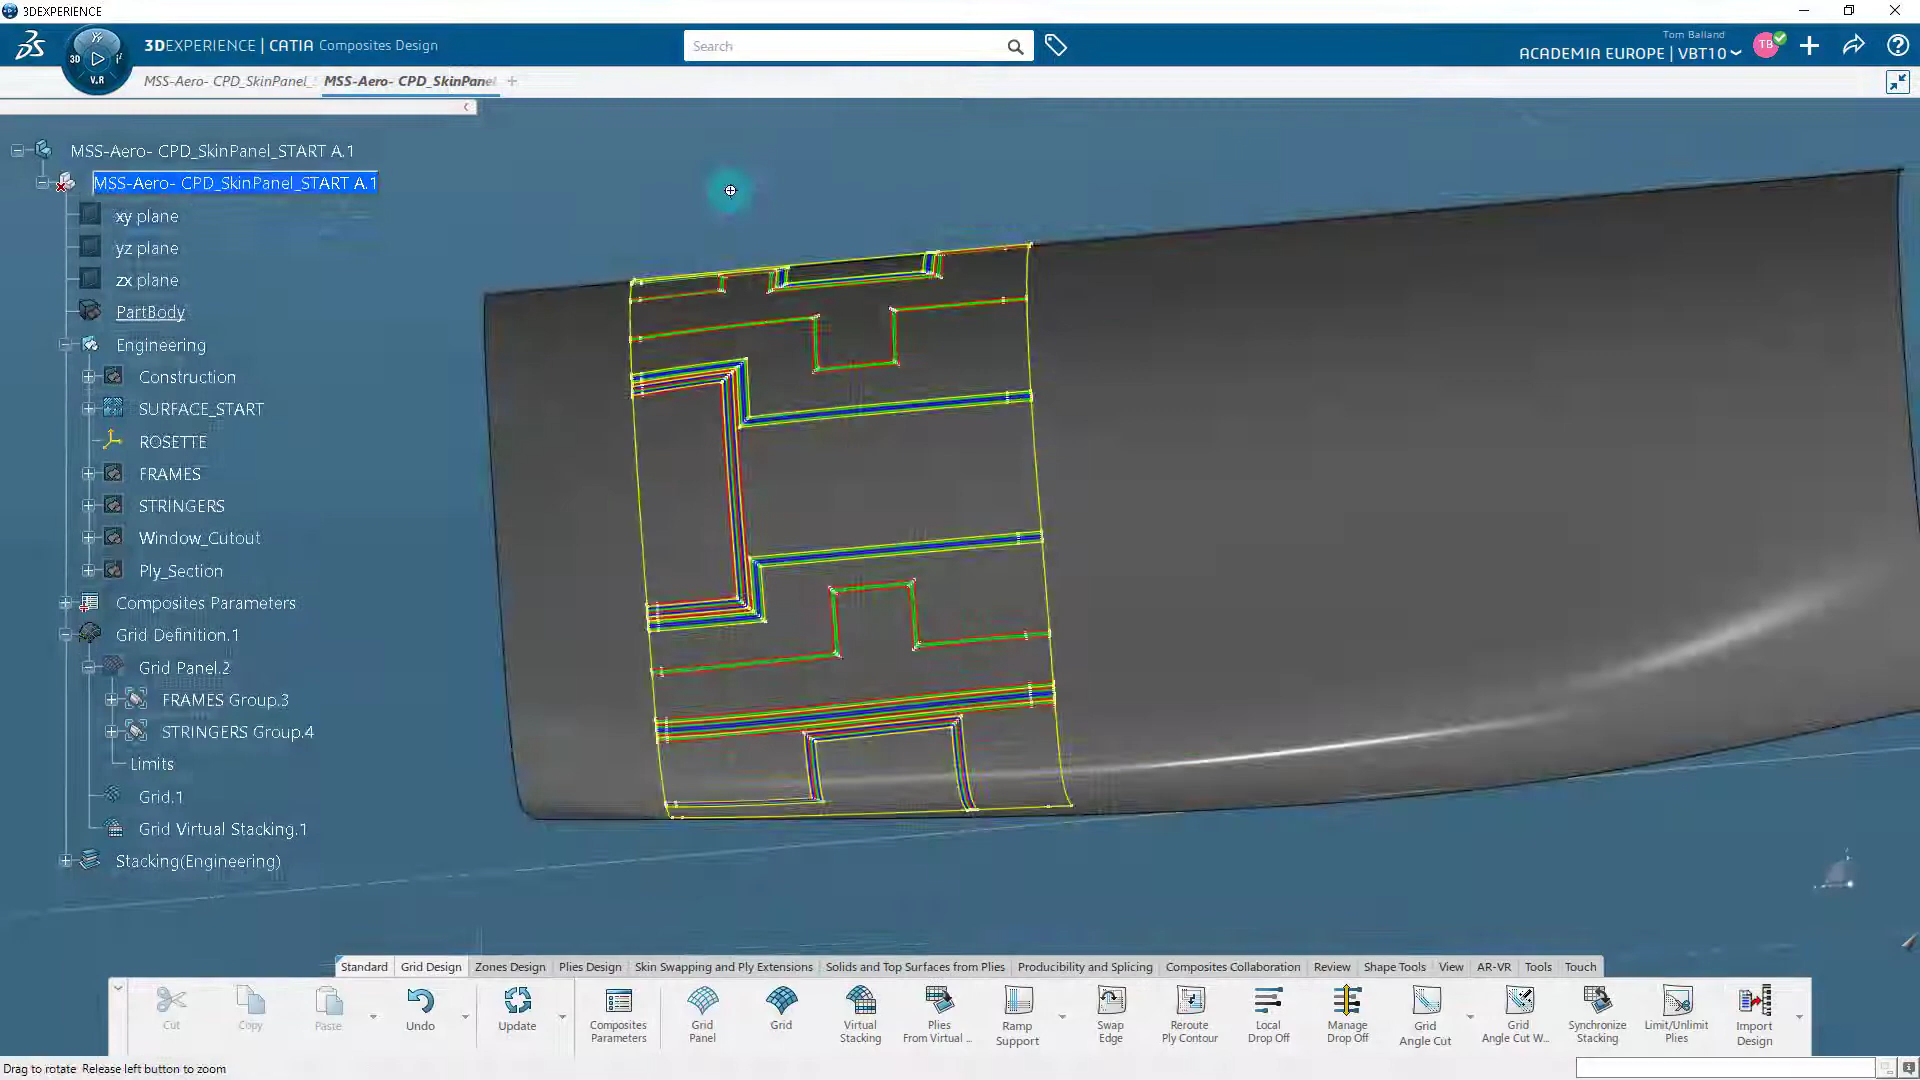 3DEXPERIENCE
3DEXPERIENCE | CATIA Composites Design
3D
V.R
Search
Tom Balland
ACADEMIA EUROPE | VBT10
TB
MSS-Aero- CPD_SkinPanel_
MSS-Aero- CPD_SkinPanel
MSS-Aero- CPD_SkinPanel_START A.1
MSS-Aero- CPD_SkinPanel_START A.1
xy plane
yz plane
zx plane
PartBody
Engineering
Construction
SURFACE_START
ROSETTE
FRAMES
STRINGERS
Window_Cutout
Ply_Section
Composites Parameters
Grid Definition.1
Grid Panel.2
FRAMES Group.3
STRINGERS Group.4
Limits
Grid.1
Grid Virtual Stacking.1
Stacking(Engineering)
Standard Grid Design Zones Design Plies Design Skin Swapping and Ply Extensions Solids and Top Surfaces from Plies Producibility and Splicing Composites Collaboration Review Shape Tools View AR-VR Tools Touch
Cut
Copy
Paste
Undo
Update
Composites Parameters
Grid Panel
Grid
Virtual Stacking
Plies From Virtual ...
Ramp Support
Swap Edge
Reroute Ply Contour
Local Drop Off
Manage Drop Off
Grid Angle Cut
Grid Angle Cut W...
Synchronize Stacking
Limit/Unlimit Plies
Import Design
Drag to rotate Release left button to zoom